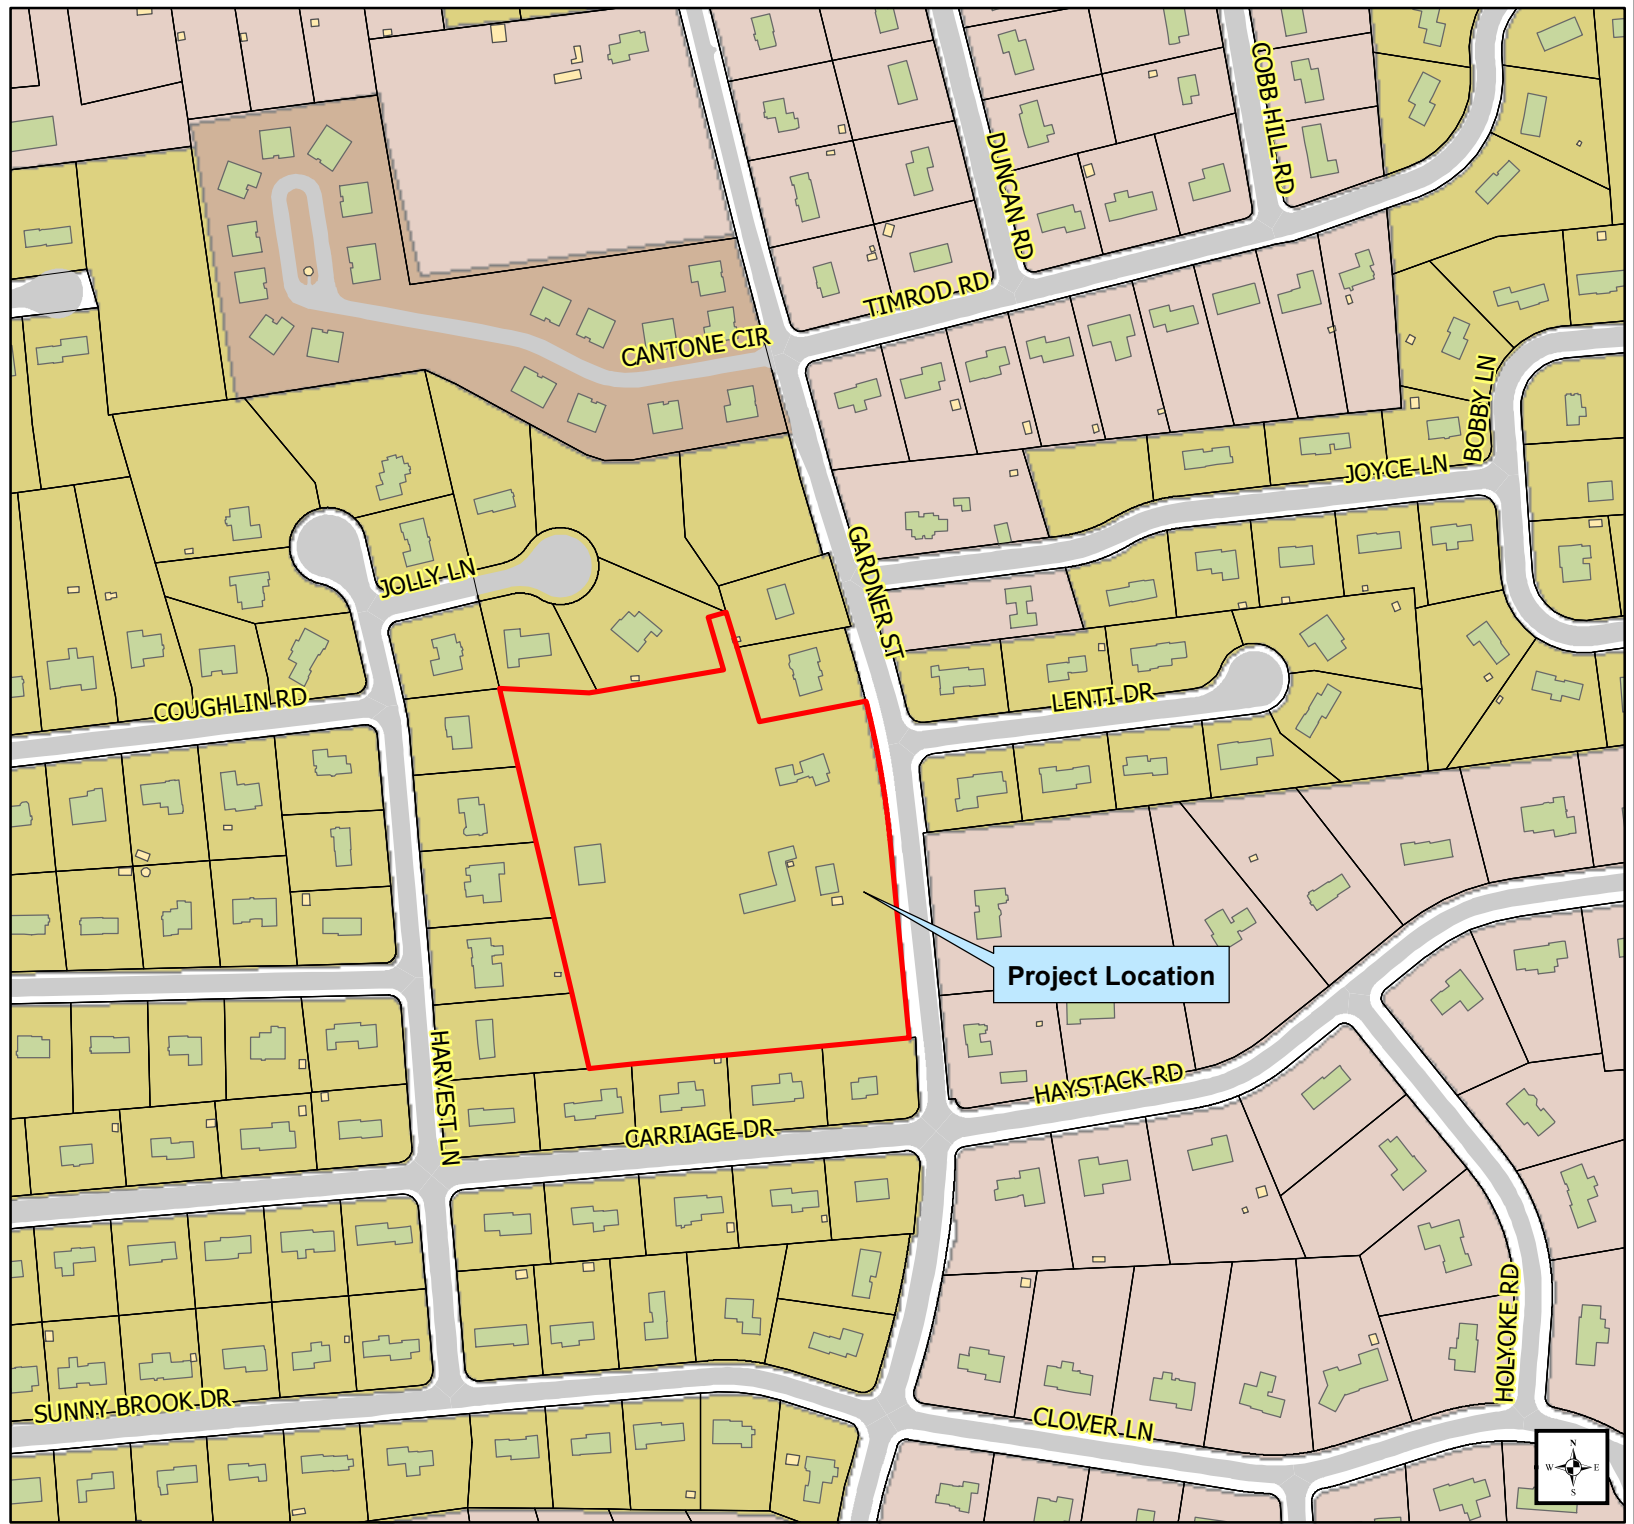 COBB HILL RD
DUNCAN RD
TIMROD RD
CANTONE CIR
BOBBY LN
JOYCE LN
GARDNER ST
JOLLY LN
LENTI DR
COUGHLIN RD
Project Location
HARVEST LN
HAYSTACK RD
CARRIAGE DR
HOLYOKE RD
SUNNY BROOK DR
CLOVER LN
N
W E
S